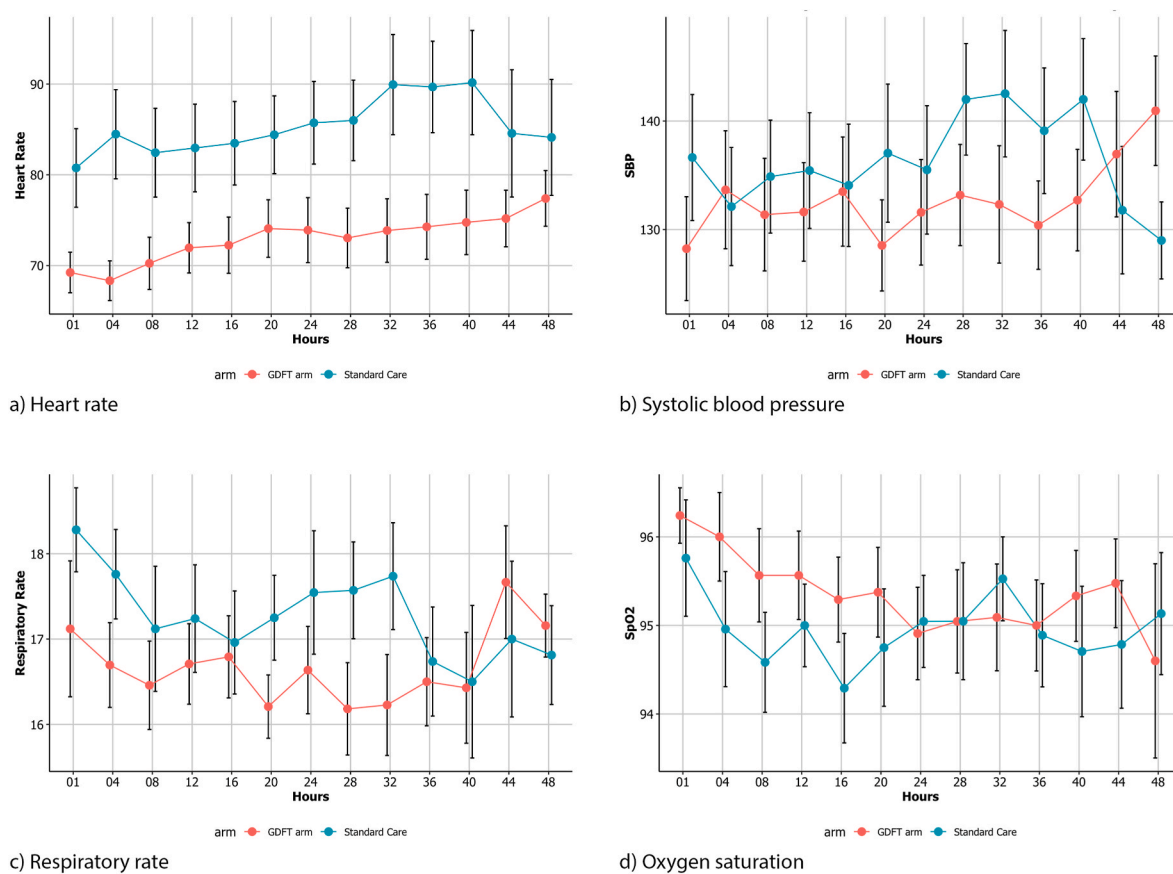 90
80
70
Heart Rate
01 04 08 12 16 20 24 28 32 36 40 44 48
Hours
arm GDFT arm Standard Care
a) Heart rate
140
130
SBP
01 04 08 12 16 20 24 28 32 36 40 44 48
Hours
arm GDFT arm Standard Care
b) Systolic blood pressure
18
17
16
Respiratory Rate
01 04 08 12 16 20 24 28 32 36 40 44 48
Hours
arm GDFT arm Standard Care
c) Respiratory rate
96
95
94
SpO2
01 04 08 12 16 20 24 28 32 36 40 44 48
Hours
arm GDFT arm Standard Care
d) Oxygen saturation